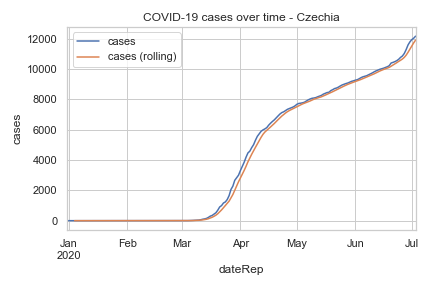 COVID-19 cases over time - Czechia
cases
cases (rolling)
12000
10000
8000
6000
4000
2000
0
cases
Jan Feb Mar Apr May Jun Jul
2020
dateRep